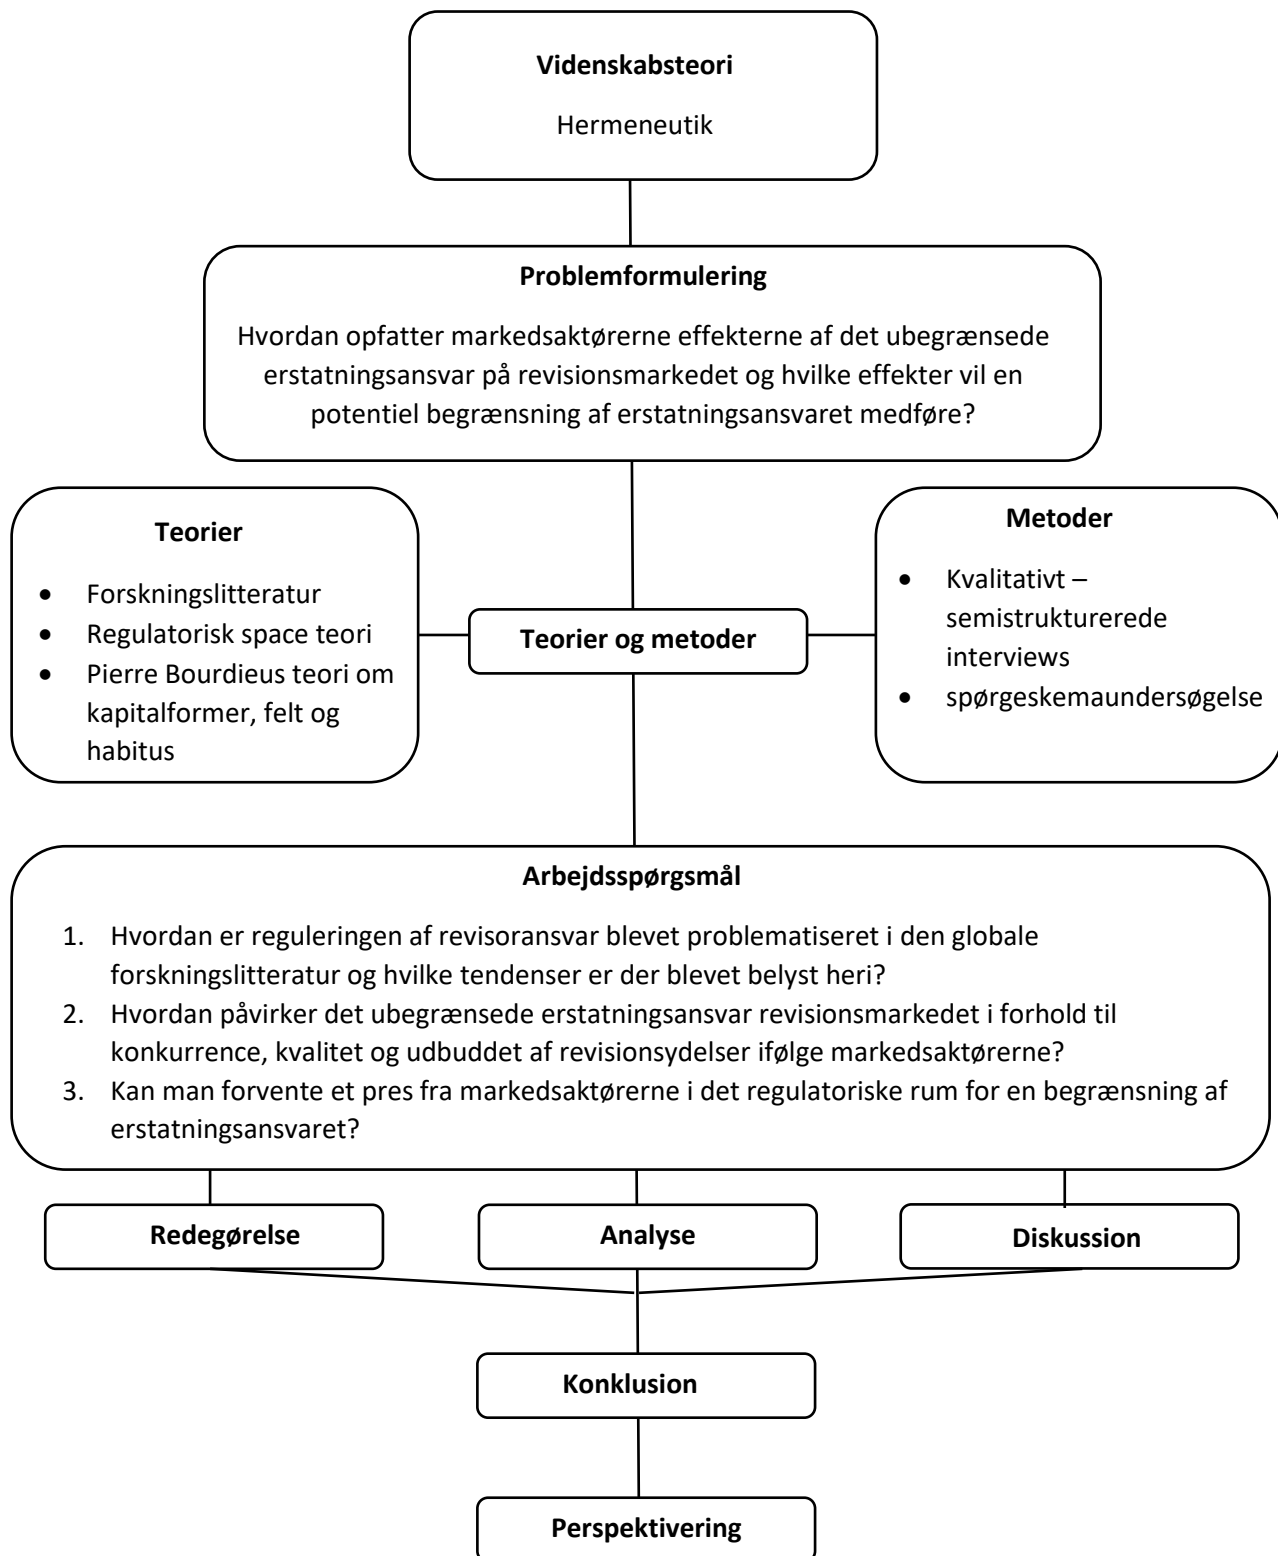 Videnskabsteori
Hermeneutik
Problemformulering
Hvordan opfatter markedsaktørerne effekterne af det ubegrænsede
erstatningsansvar på revisionsmarkedet og hvilke effekter vil en
potentiel begrænsning af erstatningsansvaret medføre?
Teorier
• Forskningslitteratur
• Regulatorisk space teori
• Pierre Bourdieus teori om
kapitalformer, felt og
habitus
Teorier og metoder
Metoder
• Kvalitativt –
semistrukturerede
interviews
• spørgeskemaundersøgelse
Arbejdsspørgsmål
1. Hvordan er reguleringen af revisoransvar blevet problematiseret i den globale
forskningslitteratur og hvilke tendenser er der blevet belyst heri?
2. Hvordan påvirker det ubegrænsede erstatningsansvar revisionsmarkedet i forhold til
konkurrence, kvalitet og udbuddet af revisionsydelser ifølge markedsaktørerne?
3. Kan man forvente et pres fra markedsaktørerne i det regulatoriske rum for en begrænsning af
erstatningsansvaret?
Redegørelse
Analyse
Diskussion
Konklusion
Perspektivering